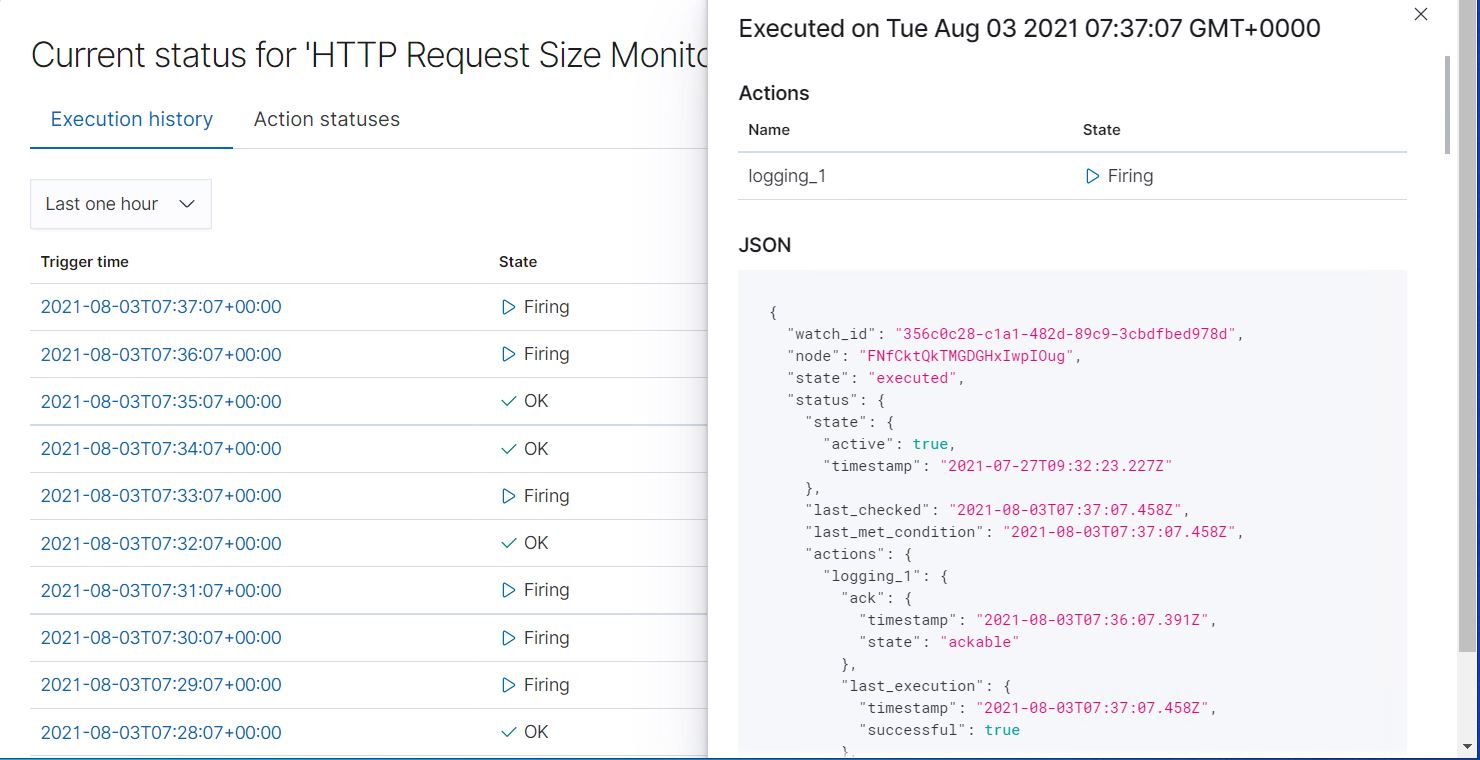 Current status for 'HTTP Request Size Monito
Execution history Action statuses
Last one hour
Trigger time State
2021-08-03T07:37:07+00:00 Firing
2021-08-03T07:36:07+00:00 Firing
2021-08-03T07:35:07+00:00 OK
2021-08-03T07:34:07+00:00 OK
2021-08-03T07:33:07+00:00 Firing
2021-08-03T07:32:07+00:00 OK
2021-08-03T07:31:07+00:00 Firing
2021-08-03T07:30:07+00:00 Firing
2021-08-03T07:29:07+00:00 Firing
2021-08-03T07:28:07+00:00 OK
Executed on Tue Aug 03 2021 07:37:07 GMT+0000
Actions
Name State
logging_1 Firing
JSON
{
"watch_id": "356c0c28-c1a1-482d-89c9-3cbdfbed978d",
"node": "FNfCktQkTMGDGHxIwpIOug",
"state": "executed",
"status": {
"state": {
"active": true,
"timestamp": "2021-07-27T09:32:23.227Z"
},
"last_checked": "2021-08-03T07:37:07.458Z",
"last_met_condition": "2021-08-03T07:37:07.458Z",
"actions": {
"logging_1": {
"ack": {
"timestamp": "2021-08-03T07:36:07.391Z",
"state": "ackable"
},
"last_execution": {
"timestamp": "2021-08-03T07:37:07.458Z",
"successful": true
},